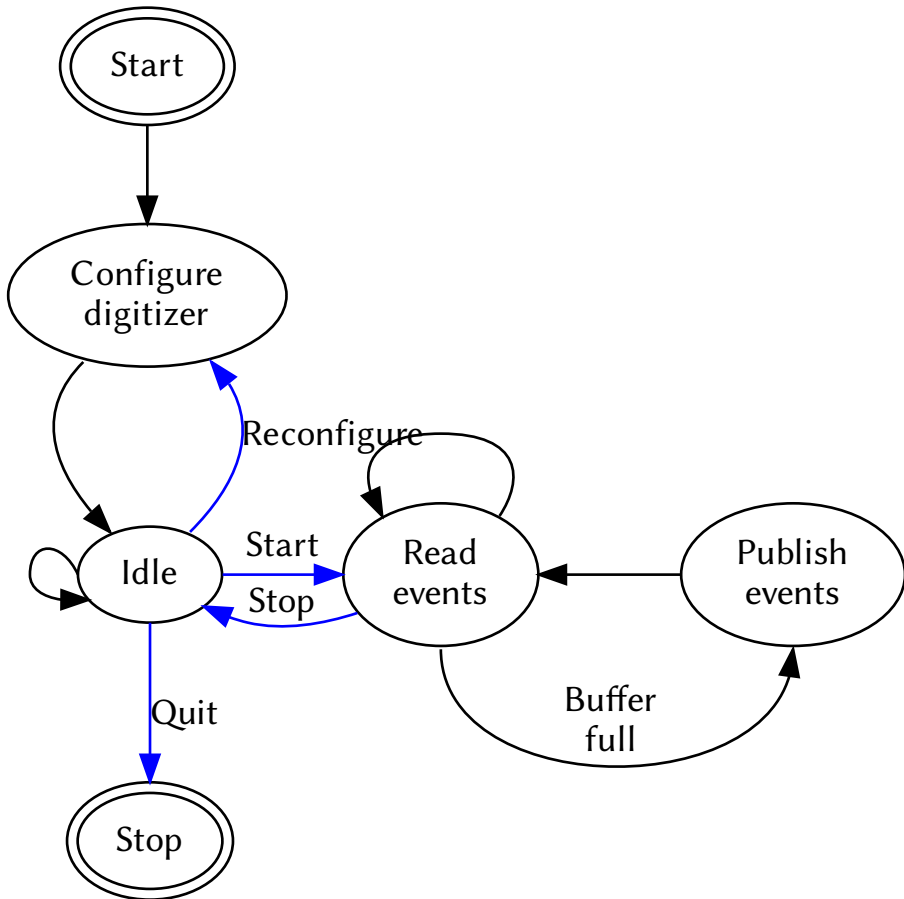 Start
Configure
digitizer
Reconfigure
Idle
Start
Stop
Read
events
Publish
events
Quit
Buffer
full
Stop